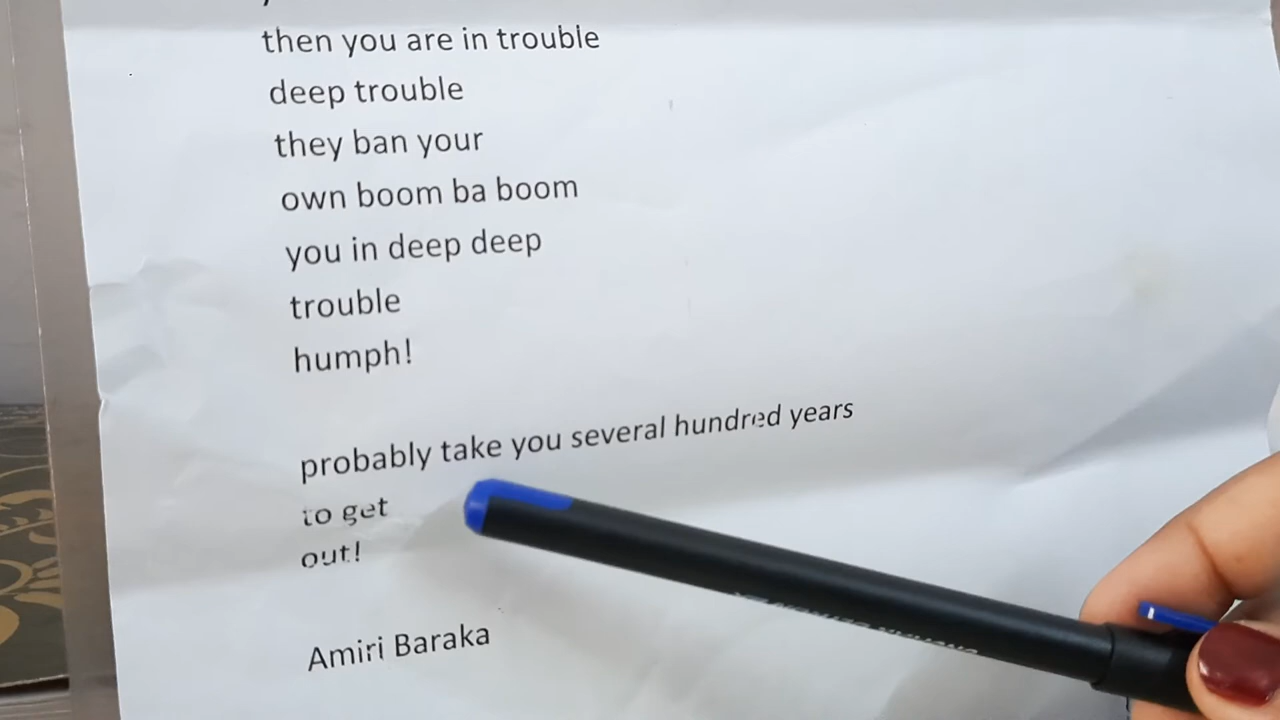 then you are in trouble
deep trouble
they ban your
own boom ba boom
you in deep deep
trouble
humph!
probably take you several hundred years
to get
out!
Amiri Baraka